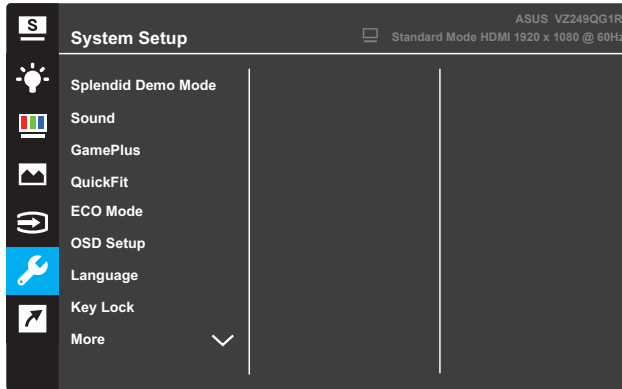 S
ASUS VZ249QG1R
System Setup
Standard Mode HDMI 1920 x 1080 @ 60Hz
Splendid Demo Mode
Sound
GamePlus
QuickFit
ECO Mode
OSD Setup
Language
Key Lock
More